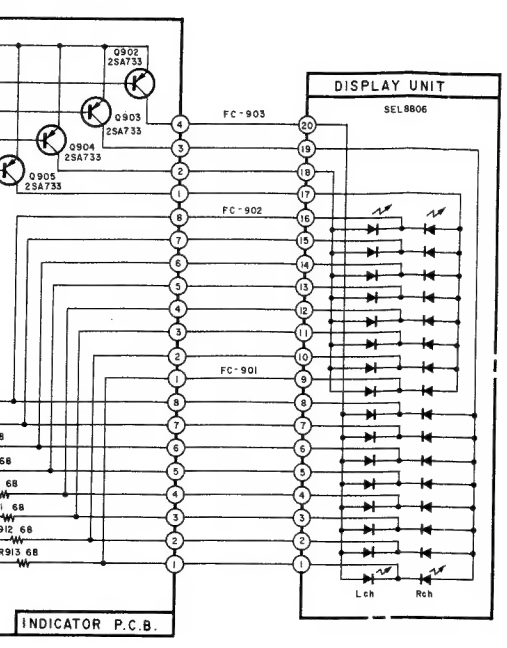 Q902
2SA733
Q903
2SA733
Q904
2SA733
Q905
2SA733
DISPLAY UNIT
SEL8806
FC-903
4 20
3 19
2 18
1 17
FC-902
8 16
7 15
6 14
5 13
4 12
3 11
2 10
FC-901
1 9
8 8
7 7
6 6
5 5
4 4
3 3
2 2
1 1
8
68
68
1 68
912 68
R913 68
Lch Rch
INDICATOR P.C.B.